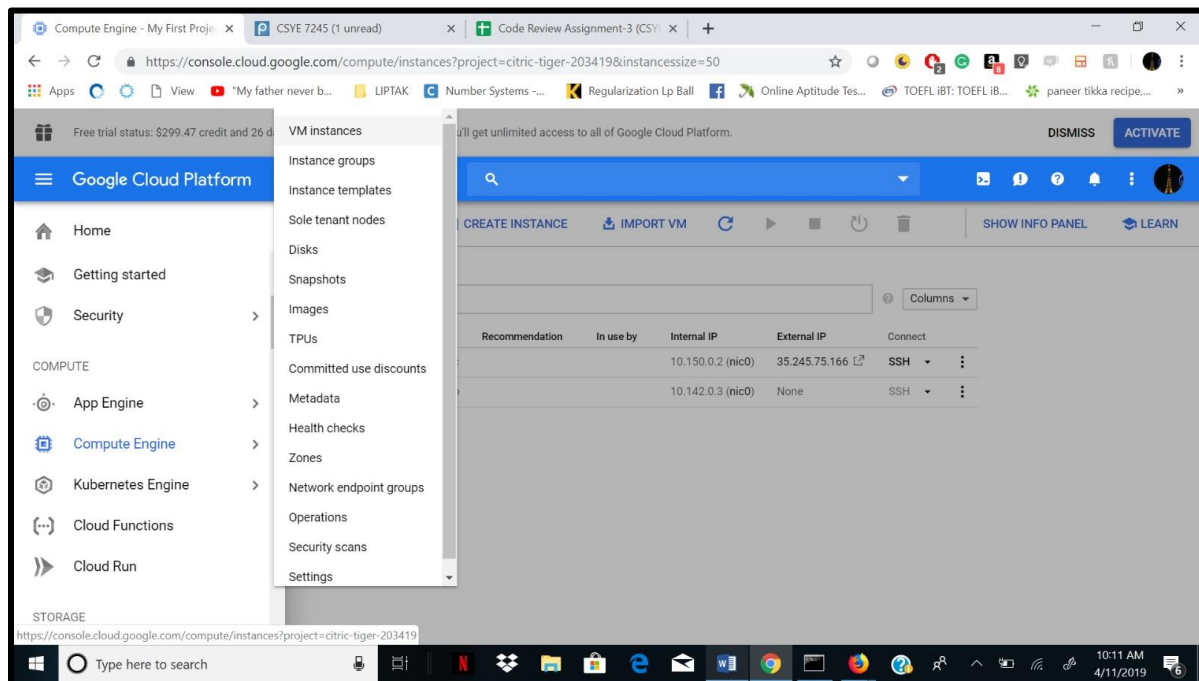 Compute Engine - My First Proje
CSYE 7245 (1 unread)
Code Review Assignment-3 (CSY
https://console.cloud.google.com/compute/instances?project=citric-tiger-203419&instancessize=50
Apps
View
"My father never b...
LIPTAK
Number Systems -...
Regularization Lp Ball
Online Aptitude Tes...
TOEFL iBT: TOEFL iB...
paneer tikka recipe,...
»
Free trial status: $299.47 credit and 26 d
u'll get unlimited access to all of Google Cloud Platform.
DISMISS
ACTIVATE
Google Cloud Platform
Home
Getting started
Security
COMPUTE
App Engine
Compute Engine
Kubernetes Engine
Cloud Functions
Cloud Run
STORAGE
VM instances
Instance groups
Instance templates
Sole tenant nodes
Disks
Snapshots
Images
TPUs
Committed use discounts
Metadata
Health checks
Zones
Network endpoint groups
Operations
Security scans
Settings
CREATE INSTANCE
IMPORT VM
SHOW INFO PANEL
LEARN
Columns
Recommendation In use by Internal IP External IP Connect
10.150.0.2 (nic0) 35.245.75.166 SSH
10.142.0.3 (nic0) None SSH
https://console.cloud.google.com/compute/instances?project=citric-tiger-203419
Type here to search
10:11 AM
4/11/2019
6